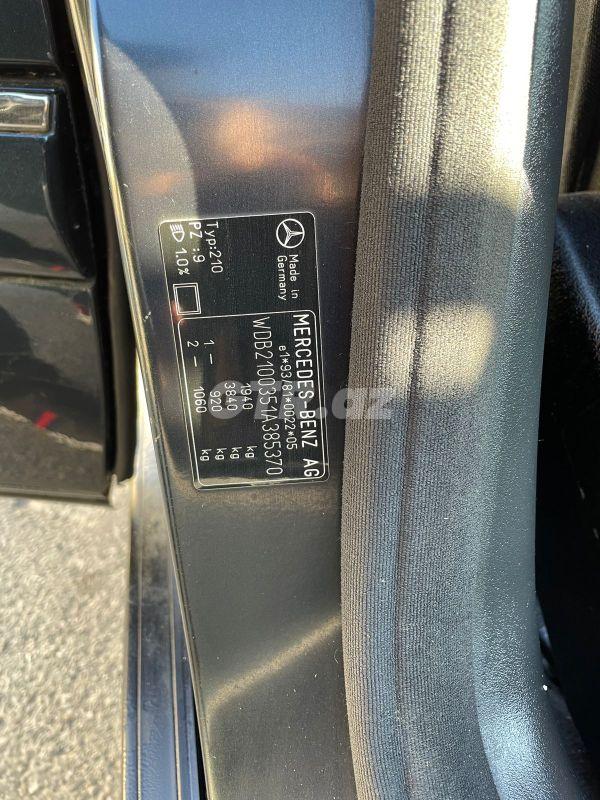 MERCEDES-BENZ AG
e1*93/81*0022*05
WDB2100351A385370
1940 kg
3840 kg
1 – 920 kg
2 – 1060 kg
Made in
Germany
Typ:210
PZ :9
1.0%